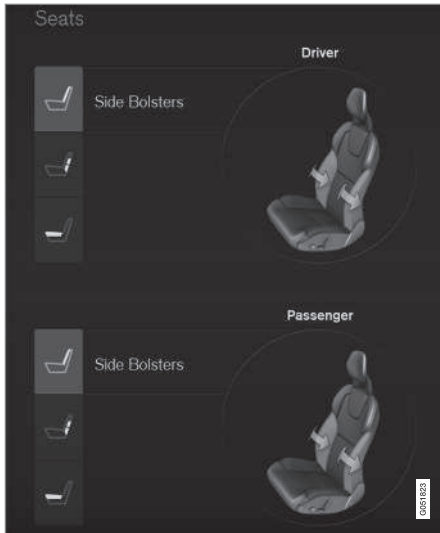 Seats
Driver
Side Bolsters
Passenger
Side Bolsters
G051823